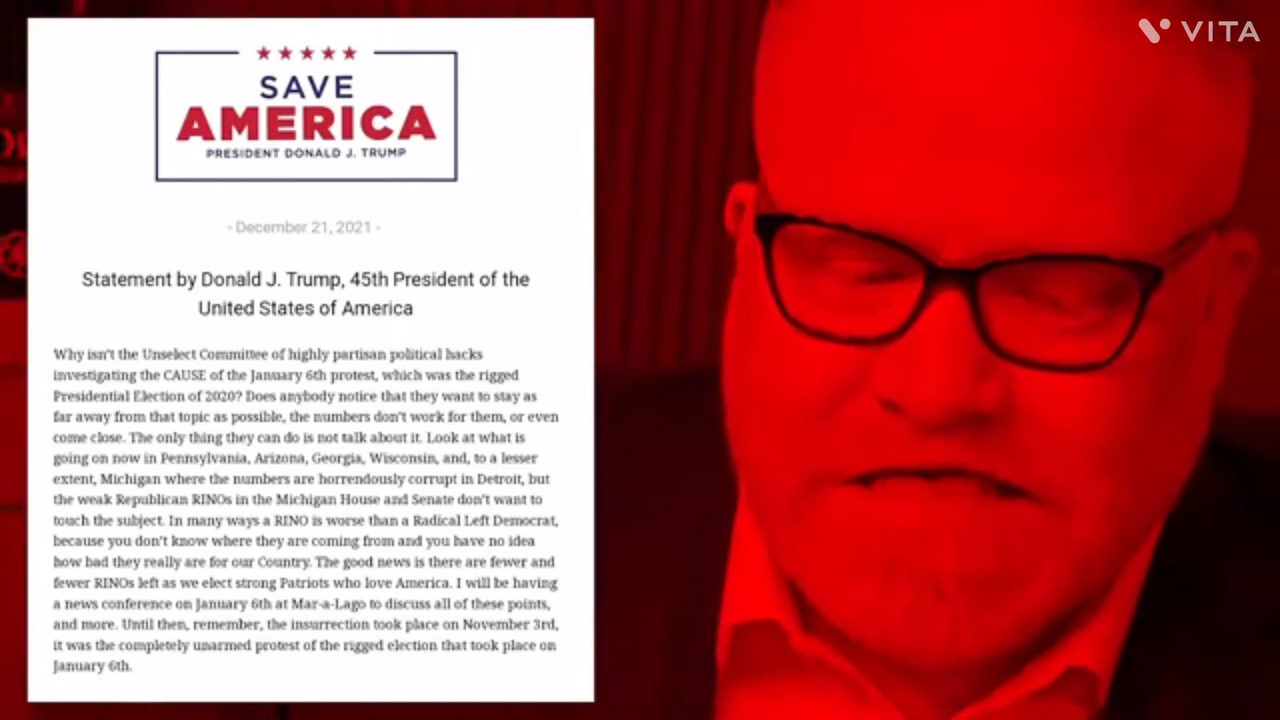 VITA
SAVE
AMERICA
PRESIDENT DONALD J. TRUMP
- December 21, 2021 -
Statement by Donald J. Trump, 45th President of the
United States of America
Why isn't the Unselect Committee of highly partisan political hacks
investigating the CAUSE of the January 6th protest, which was the rigged
Presidential Election of 2020? Does anybody notice that they want to stay as
far away from that topic as possible, the numbers don't work for them, or even
come close. The only thing they can do is not talk about it. Look at what is
going on now in Pennsylvania, Arizona, Georgia, Wisconsin, and, to a lesser
extent, Michigan where the numbers are horrendously corrupt in Detroit, but
the weak Republican RINOs in the Michigan House and Senate don't want to
touch the subject. In many ways a RINO is worse than a Radical Left Democrat,
because you don't know where they are coming from and you have no idea
how bad they really are for our Country. The good news is there are fewer and
fewer RINOs left as we elect strong Patriots who love America. I will be having
a news conference on January 6th at Mar-a-Lago to discuss all of these points,
and more. Until then, remember, the insurrection took place on November 3rd,
it was the completely unarmed protest of the rigged election that took place on
January 6th.